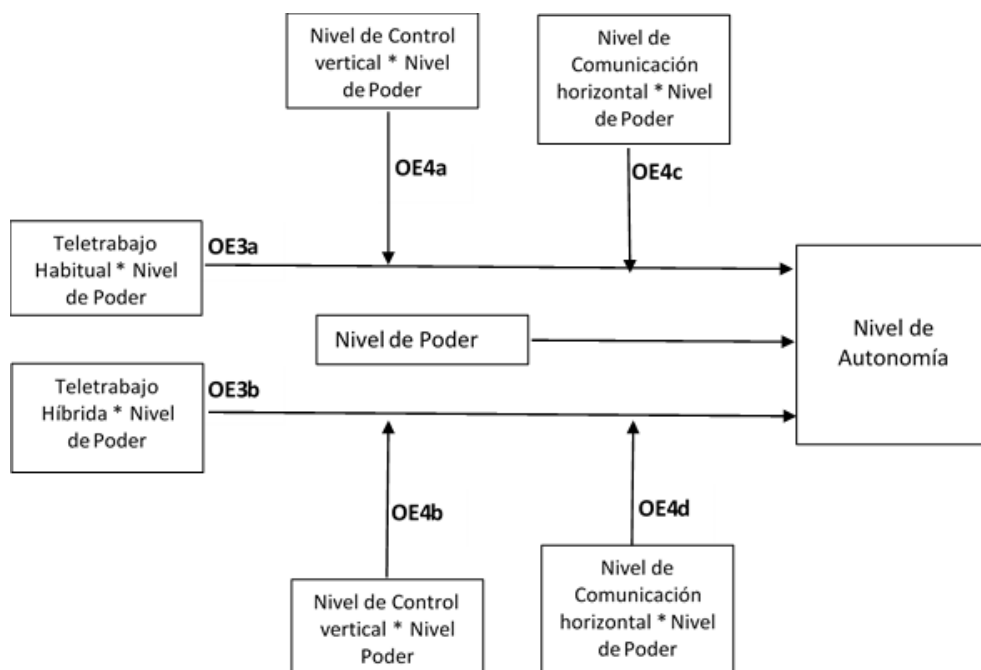 Nivel de Control
vertical * Nivel
de Poder
Nivel de
Comunicación
horizontal * Nivel
de Poder
OE4a
OE4c
Teletrabajo
Habitual * Nivel
de Poder
OE3a
Nivel de Poder
Nivel de
Autonomía
Teletrabajo
Híbrida * Nivel
de Poder
OE3b
OE4b
OE4d
Nivel de Control
vertical * Nivel
Poder
Nivel de
Comunicación
horizontal * Nivel
de Poder